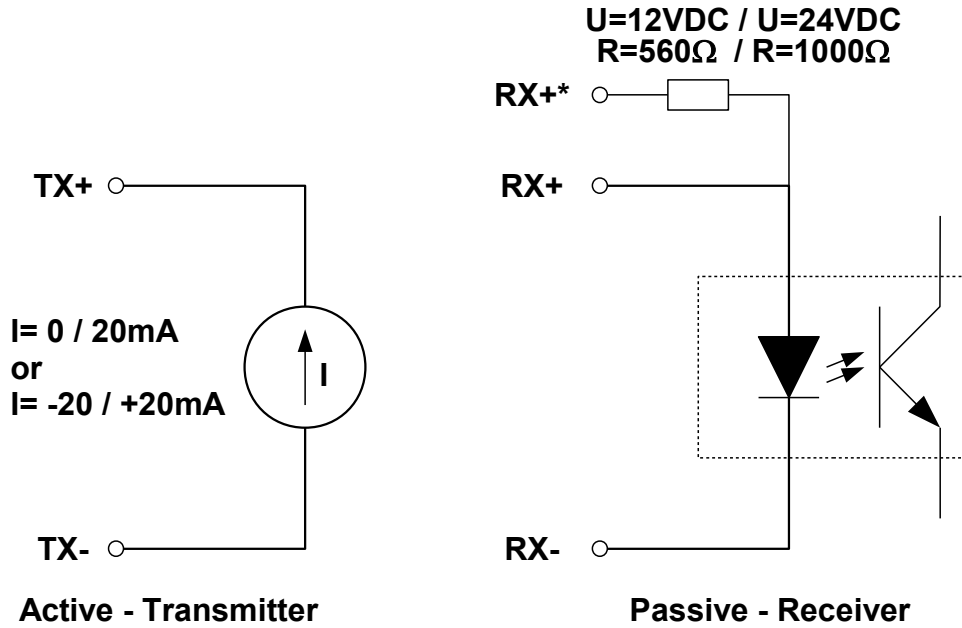 U=12VDC / U=24VDC
R=560Ω / R=1000Ω
RX+*
TX+
RX+
I= 0 / 20mA
or
I= -20 / +20mA
I
TX-
RX-
Active - Transmitter
Passive - Receiver